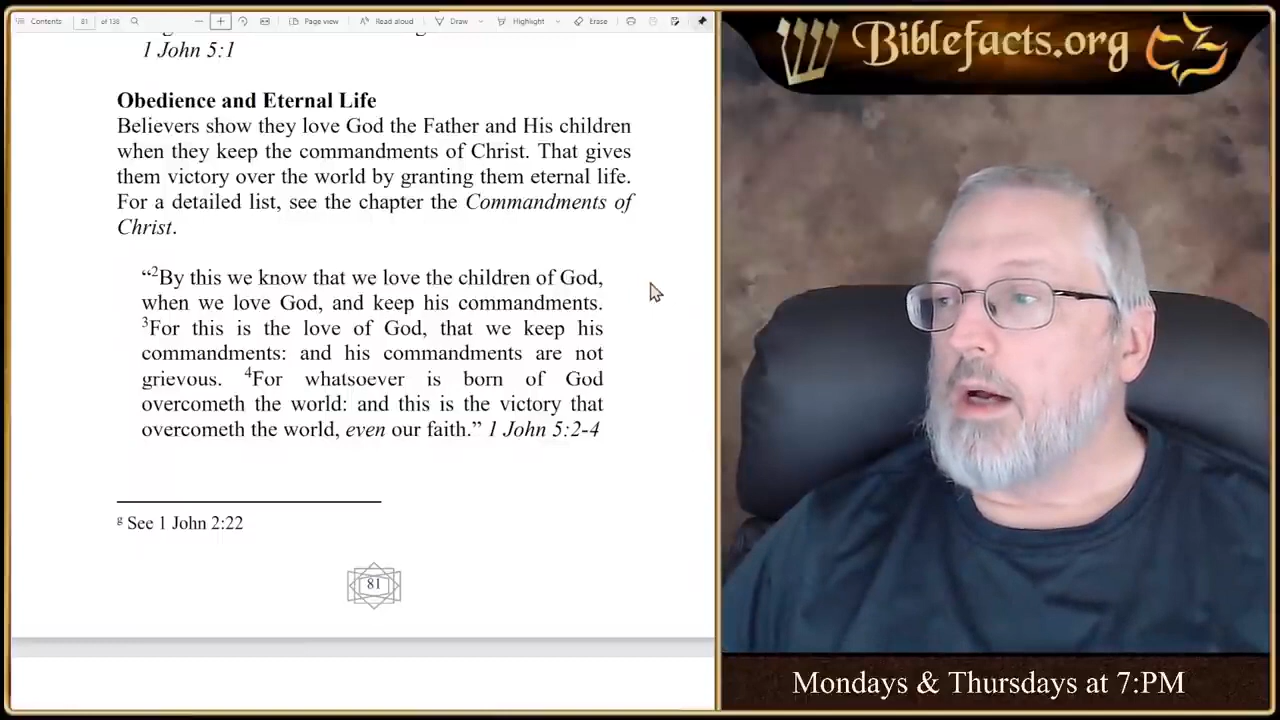 Contents 81 of 138 Page view Read aloud Draw Highlight Erase
1 John 5:1
Obedience and Eternal Life
Believers show they love God the Father and His children
when they keep the commandments of Christ. That gives
them victory over the world by granting them eternal life.
For a detailed list, see the chapter the Commandments of
Christ.
“2By this we know that we love the children of God,
when we love God, and keep his commandments.
3For this is the love of God, that we keep his
commandments: and his commandments are not
grievous. 4For whatsoever is born of God
overcometh the world: and this is the victory that
overcometh the world, even our faith.” 1 John 5:2-4
g See 1 John 2:22
81
ש Biblefacts.org
Mondays & Thursdays at 7:PM